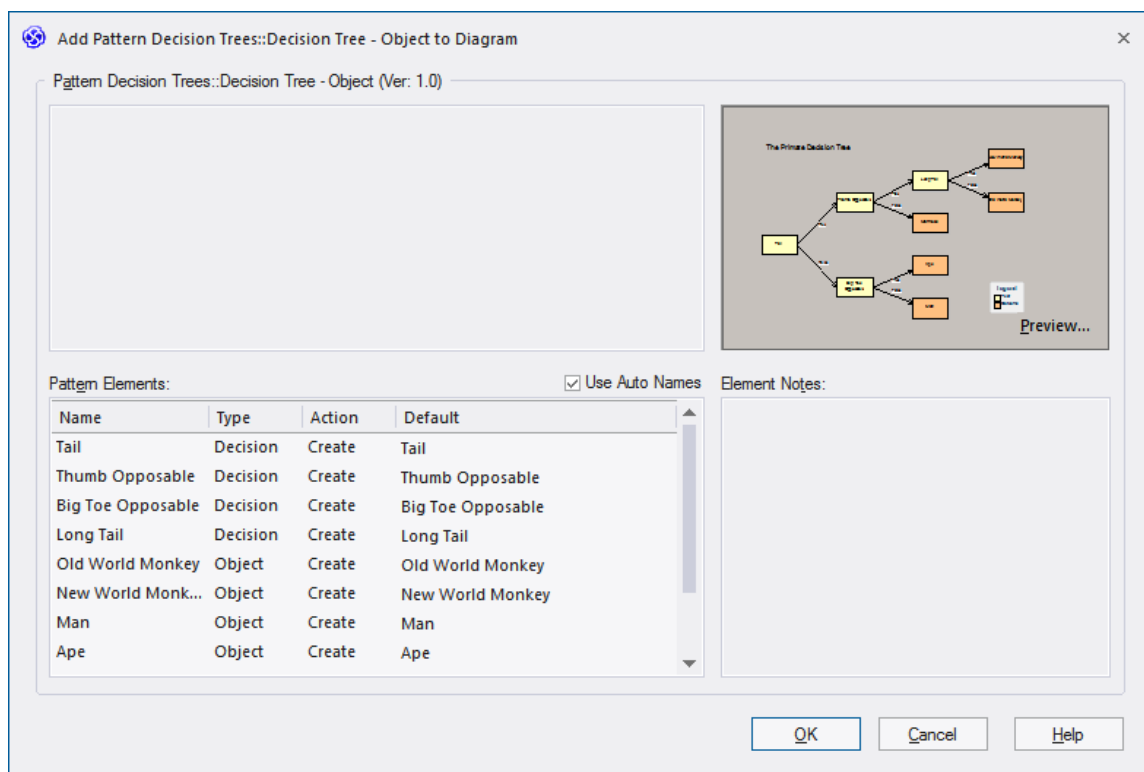 Add Pattern Decision Trees::Decision Tree - Object to Diagram
Pattern Decision Trees::Decision Tree - Object (Ver: 1.0)
The Primate Decision Tree
Preview...
Pattern Elements:
Use Auto Names
Element Notes:
Name Type Action Default
Tail Decision Create Tail
Thumb Opposable Decision Create Thumb Opposable
Big Toe Opposable Decision Create Big Toe Opposable
Long Tail Decision Create Long Tail
Old World Monkey Object Create Old World Monkey
New World Monk... Object Create New World Monkey
Man Object Create Man
Ape Object Create Ape
OK Cancel Help